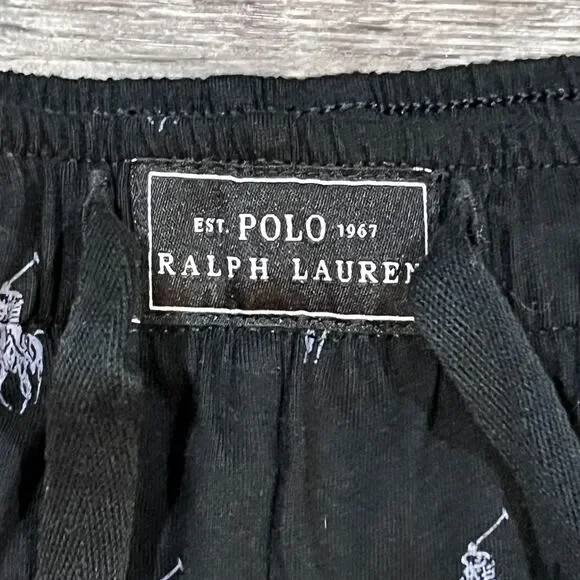 EST. POLO 1967
RALPH LAUREN